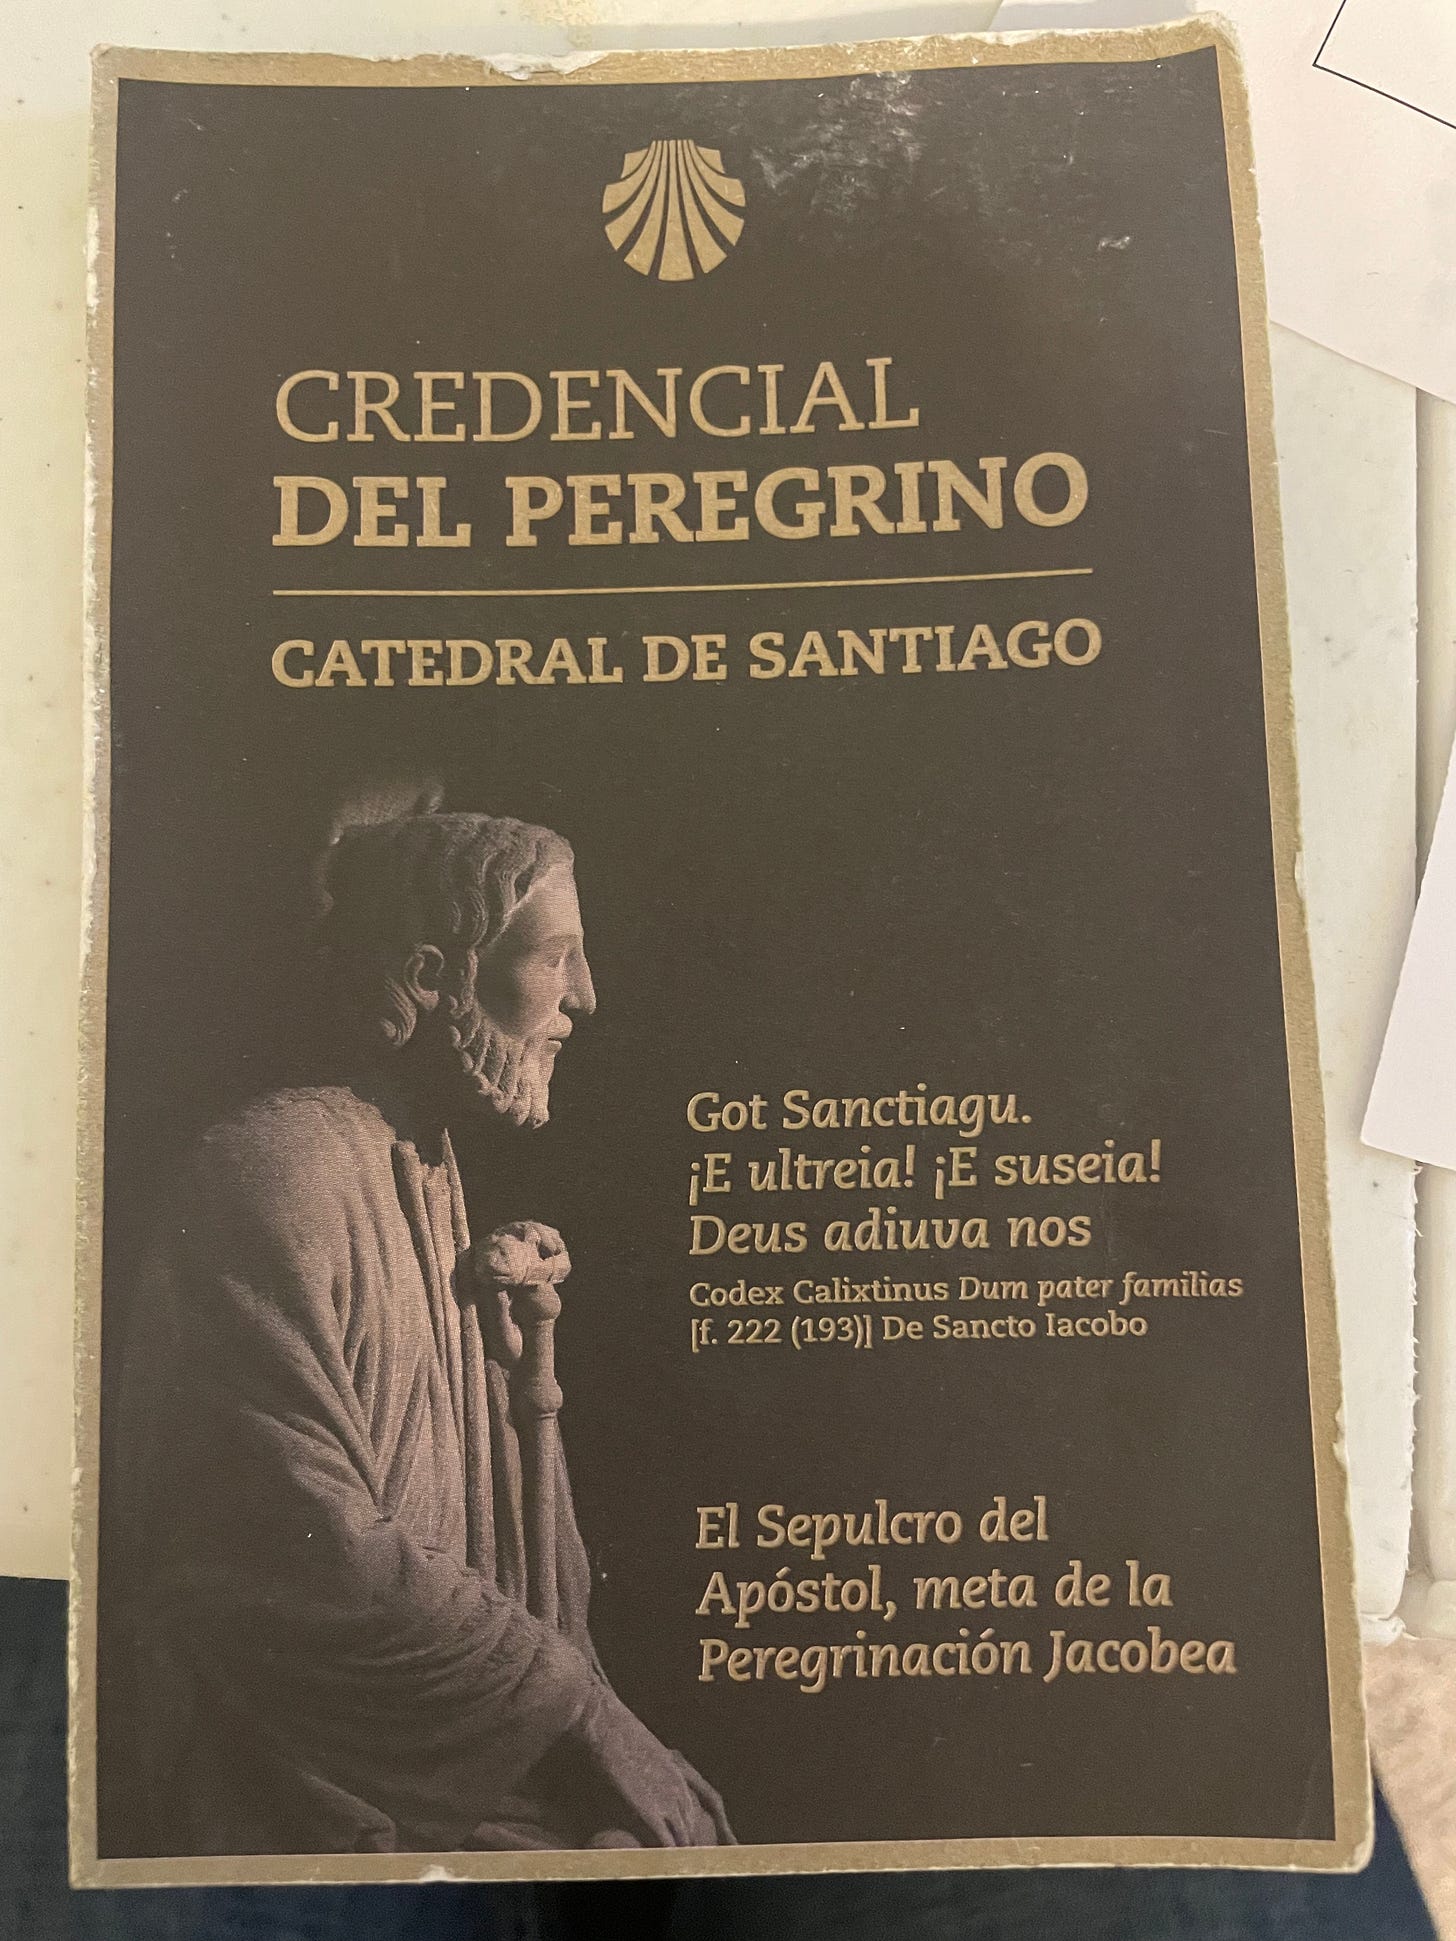 CREDENCIAL
DEL PEREGRINO
CATEDRAL DE SANTIAGO
Got Sanctiagu.
¡E ultreia! ¡E suseia!
Deus adiuva nos
Codex Calixtinus Dum pater familias
[f. 222 (193)] De Sancto Iacobo
El Sepulcro del
Apóstol, meta de la
Peregrinación Jacobea